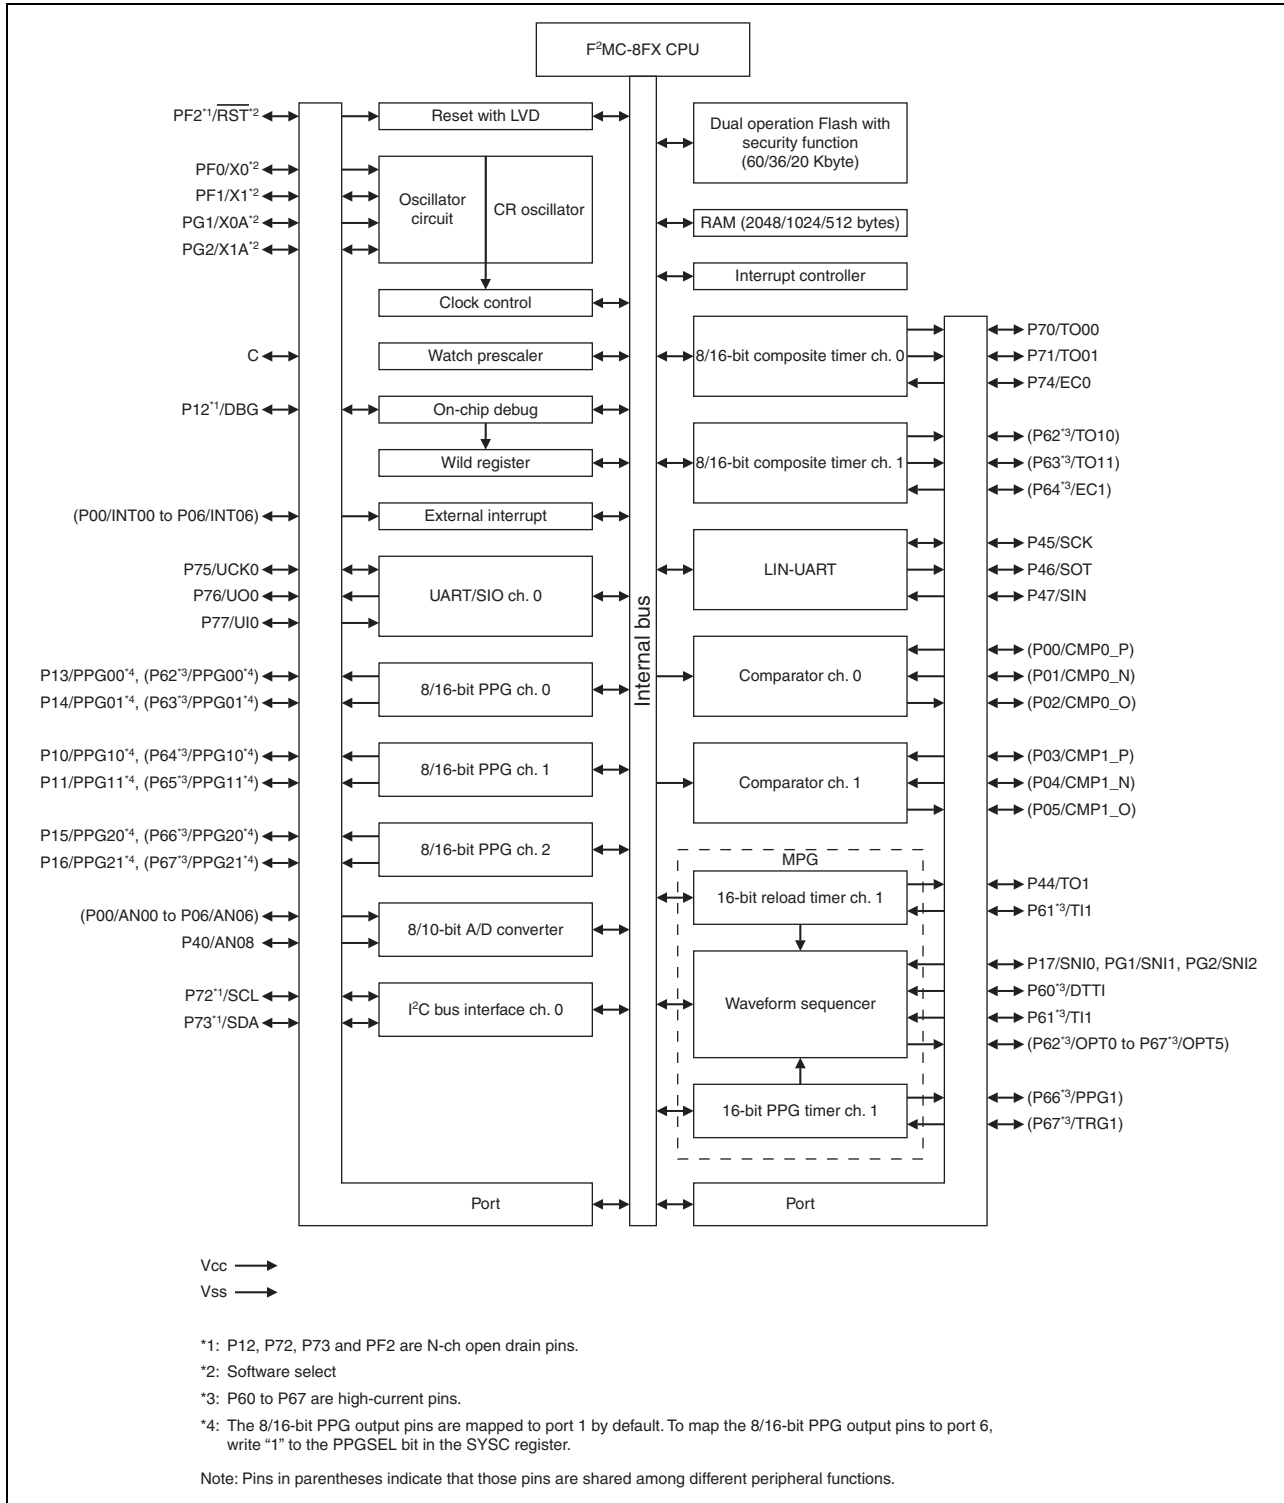 F²MC-8FX CPU
PF2*1/RST*2
Reset with LVD
Dual operation Flash with
security function
(60/36/20 Kbyte)
PF0/X0*2
PF1/X1*2
PG1/X0A*2
PG2/X1A*2
Oscillator
circuit
CR oscillator
RAM (2048/1024/512 bytes)
Interrupt controller
Clock control
C
Watch prescaler
8/16-bit composite timer ch. 0
P70/TO00
P71/TO01
P74/EC0
P12*1/DBG
On-chip debug
Wild register
8/16-bit composite timer ch. 1
(P62*3/TO10)
(P63*3/TO11)
(P64*3/EC1)
(P00/INT00 to P06/INT06)
External interrupt
P75/UCK0
P76/UO0
P77/UI0
UART/SIO ch. 0
Internal bus
LIN-UART
P45/SCK
P46/SOT
P47/SIN
P13/PPG00*4, (P62*3/PPG00*4)
P14/PPG01*4, (P63*3/PPG01*4)
8/16-bit PPG ch. 0
Comparator ch. 0
(P00/CMP0_P)
(P01/CMP0_N)
(P02/CMP0_O)
P10/PPG10*4, (P64*3/PPG10*4)
P11/PPG11*4, (P65*3/PPG11*4)
8/16-bit PPG ch. 1
Comparator ch. 1
(P03/CMP1_P)
(P04/CMP1_N)
(P05/CMP1_O)
P15/PPG20*4, (P66*3/PPG20*4)
P16/PPG21*4, (P67*3/PPG21*4)
8/16-bit PPG ch. 2
MPG
16-bit reload timer ch. 1
P44/TO1
P61*3/TI1
(P00/AN00 to P06/AN06)
P40/AN08
8/10-bit A/D converter
Waveform sequencer
P17/SNI0, PG1/SNI1, PG2/SNI2
P60*3/DTTI
P61*3/TI1
(P62*3/OPT0 to P67*3/OPT5)
P72*1/SCL
P73*1/SDA
I²C bus interface ch. 0
16-bit PPG timer ch. 1
(P66*3/PPG1)
(P67*3/TRG1)
Port
Port
Vcc
Vss
*1: P12, P72, P73 and PF2 are N-ch open drain pins.
*2: Software select
*3: P60 to P67 are high-current pins.
*4: The 8/16-bit PPG output pins are mapped to port 1 by default. To map the 8/16-bit PPG output pins to port 6,
write “1” to the PPGSEL bit in the SYSC register.
Note: Pins in parentheses indicate that those pins are shared among different peripheral functions.